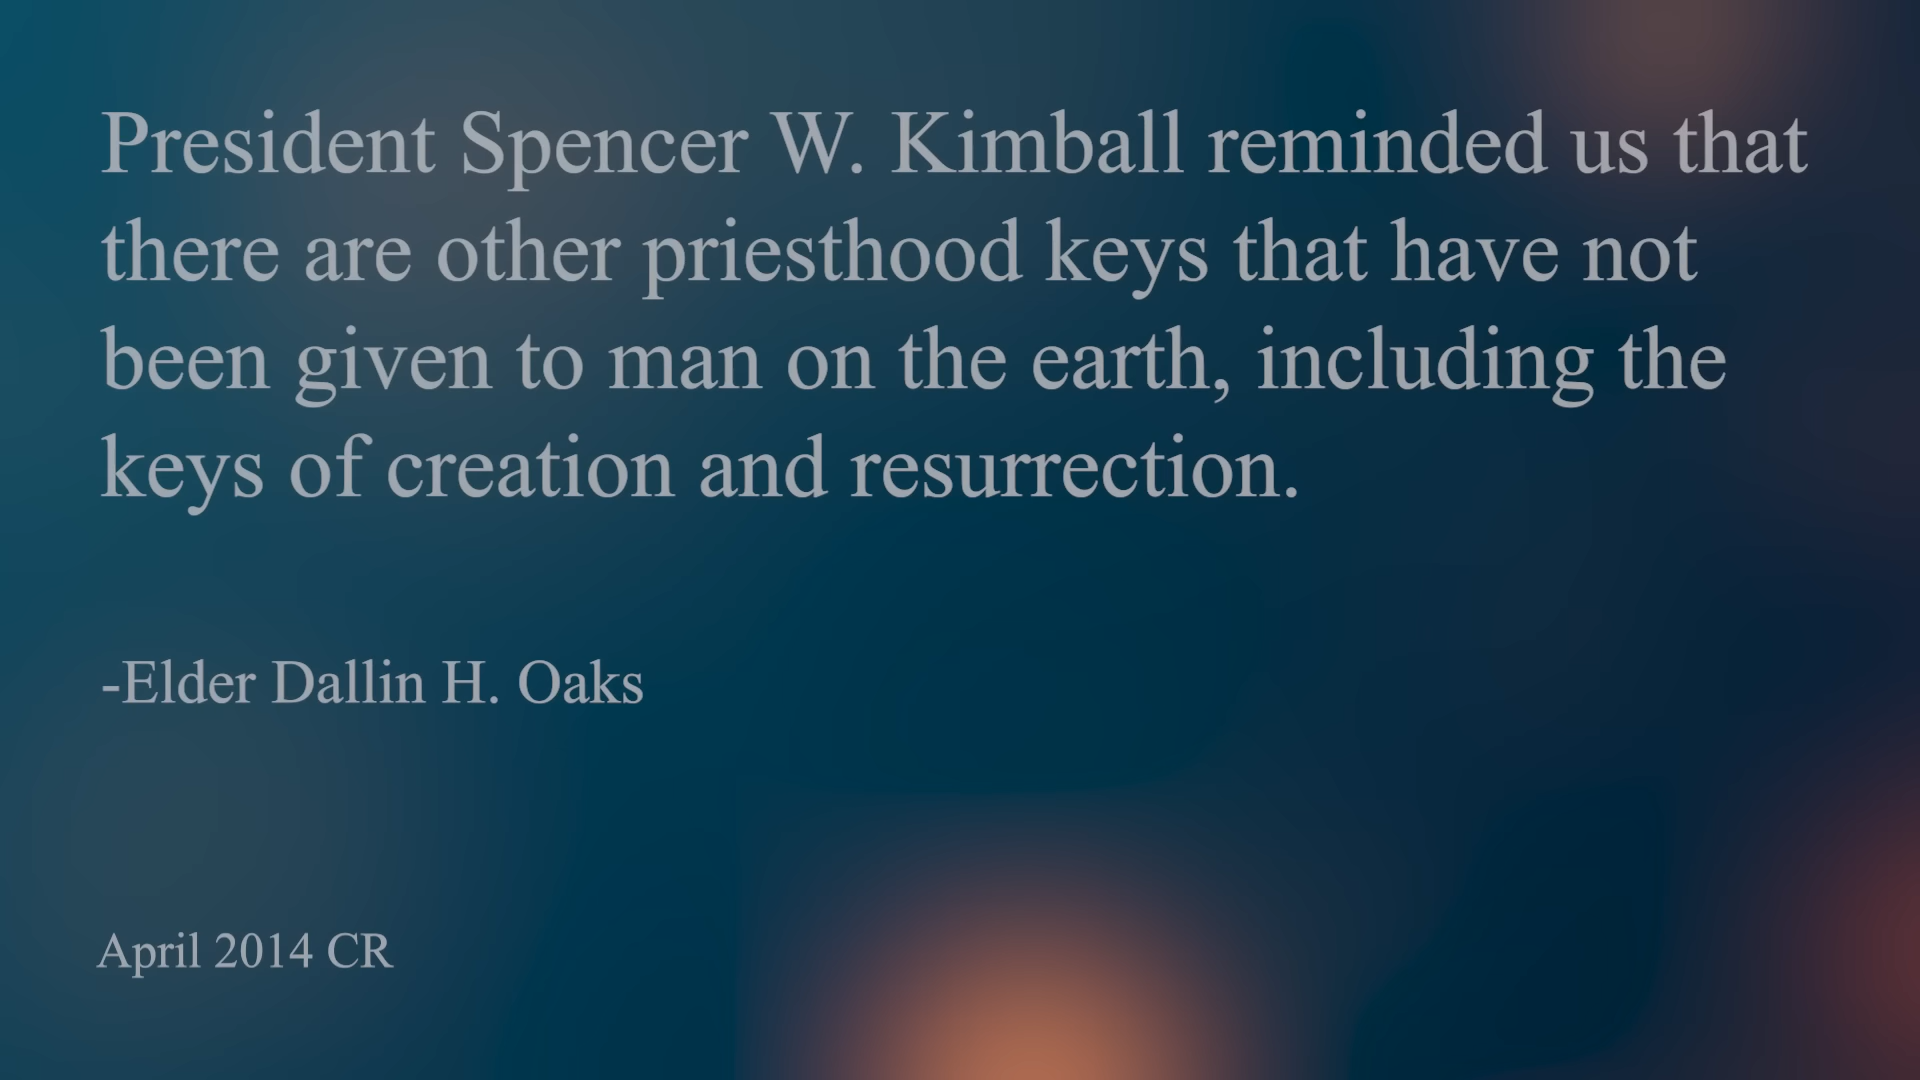 President Spencer W. Kimball reminded us that
there are other priesthood keys that have not
been given to man on the earth, including the
keys of creation and resurrection.
-Elder Dallin H. Oaks
April 2014 CR